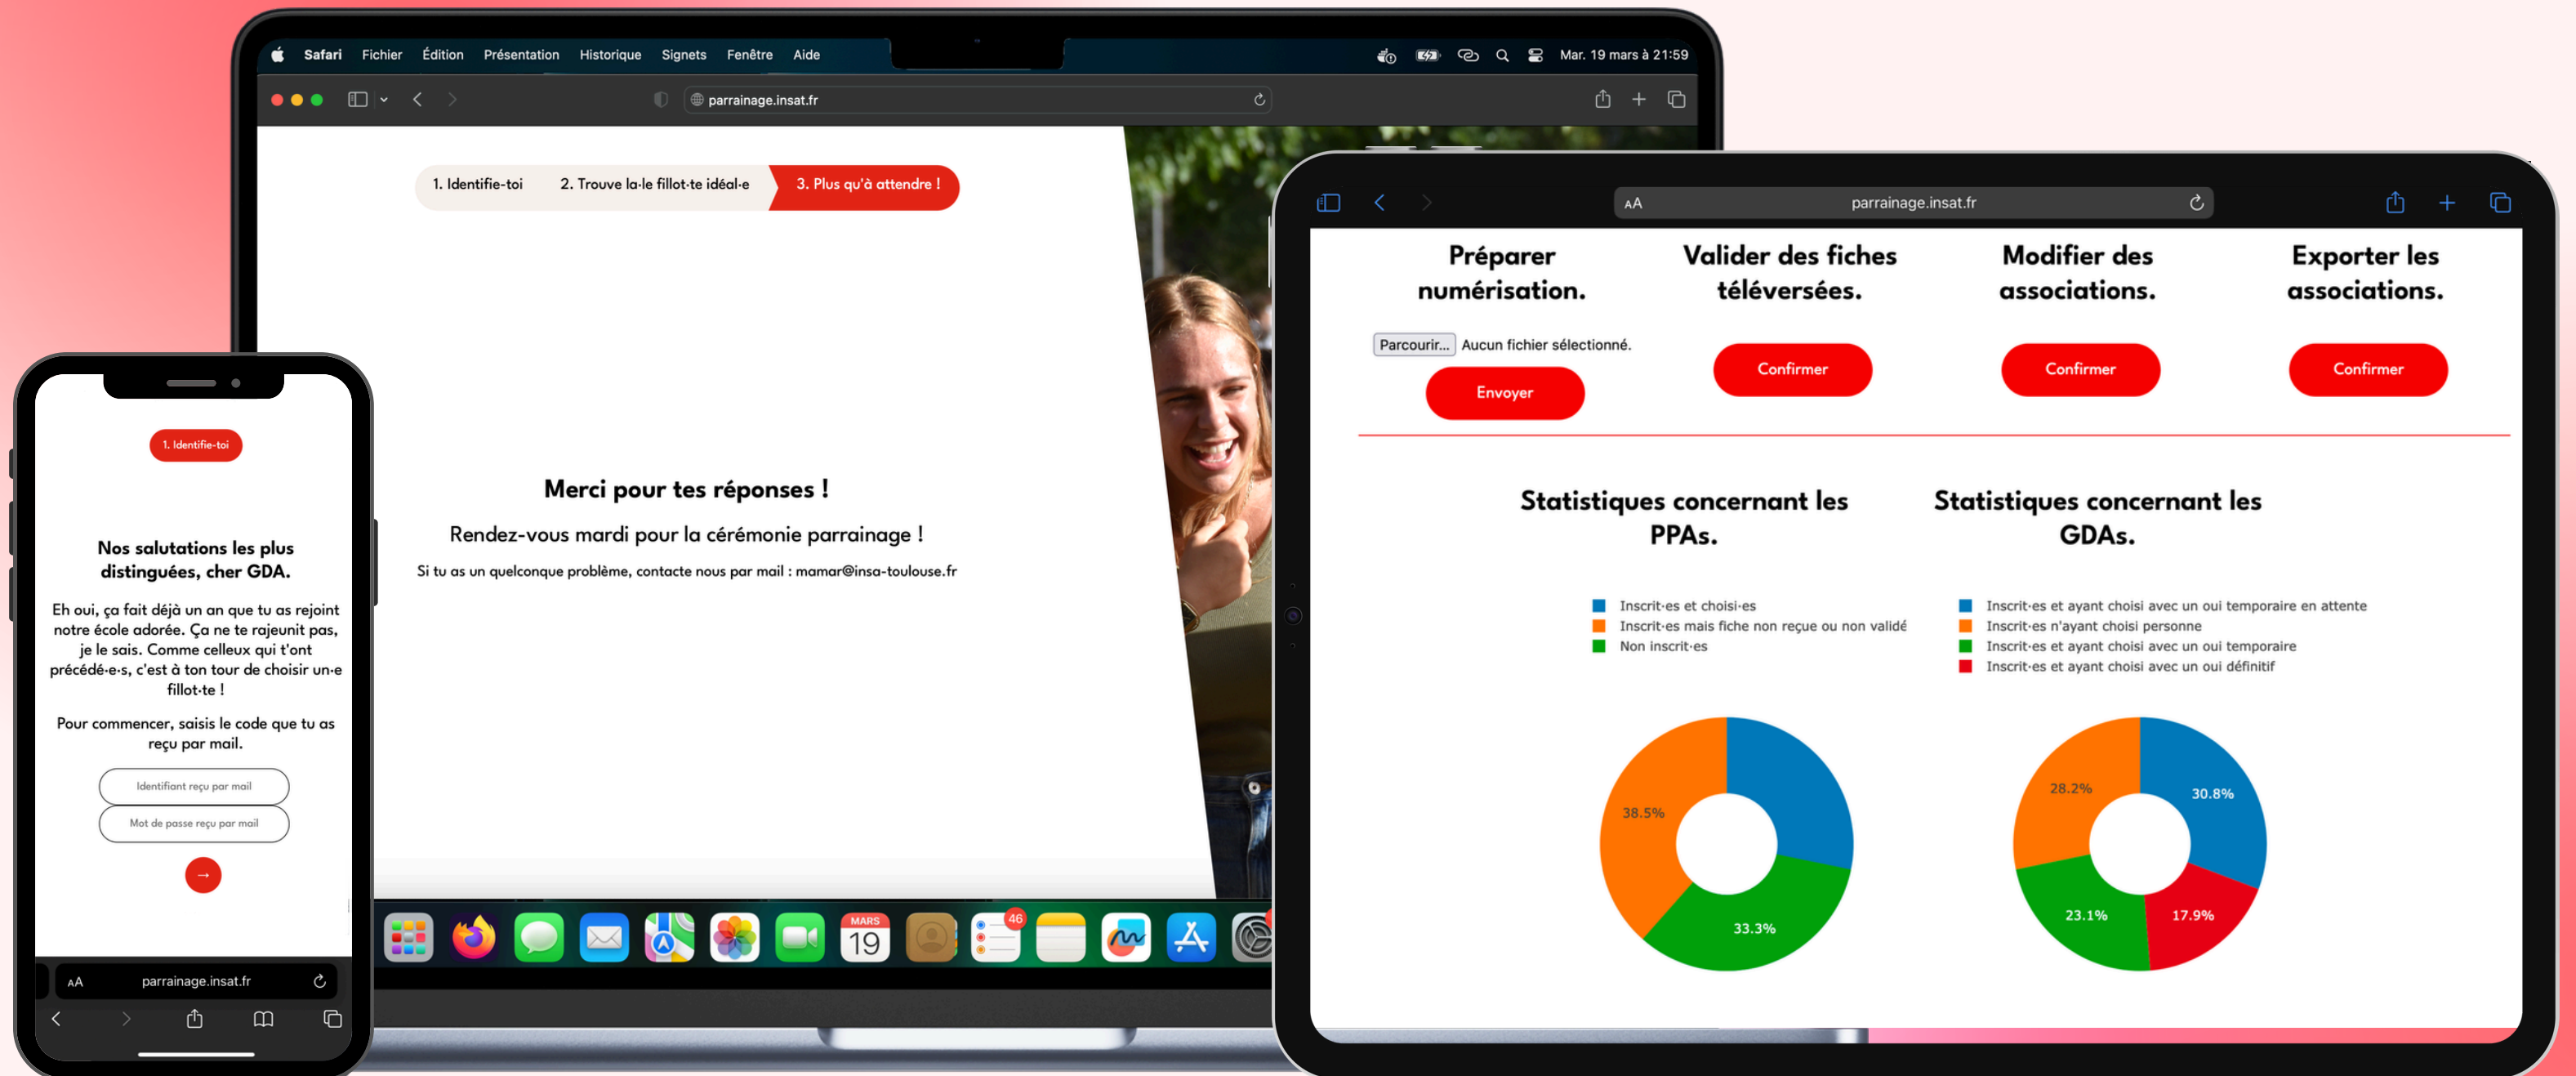 Safari Fichier Édition Présentation Historique Signets Fenêtre Aide
Mar. 19 mars à 21:59
parrainage.insat.fr
1. Identifie-toi
2. Trouve la·le fillot·te idéal·e
3. Plus qu'à attendre !
Merci pour tes réponses !
Rendez-vous mardi pour la cérémonie parrainage !
Si tu as un quelconque problème, contacte nous par mail : mamar@insa-toulouse.fr
MARS
19
46
1. Identifie-toi
Nos salutations les plus
distinguées, cher GDA.
Eh oui, ça fait déjà un an que tu as rejoint
notre école adorée. Ça ne te rajeunit pas,
je le sais. Comme celleux qui t'ont
précédé·e·s, c'est à ton tour de choisir un·e
fillot·te !
Pour commencer, saisis le code que tu as
reçu par mail.
Identifiant reçu par mail
Mot de passe reçu par mail
→
AA
parrainage.insat.fr
AA
parrainage.insat.fr
Préparer
numérisation.
Parcourir... Aucun fichier sélectionné.
Envoyer
Valider des fiches
téléversées.
Confirmer
Modifier des
associations.
Confirmer
Exporter les
associations.
Confirmer
Statistiques concernant les
PPAs.
Inscrit·es et choisi·es
Inscrit·es mais fiche non reçue ou non validé
Non inscrit·es
38.5%
33.3%
Statistiques concernant les
GDAs.
Inscrit·es et ayant choisi avec un oui temporaire en attente
Inscrit·es n'ayant choisi personne
Inscrit·es et ayant choisi avec un oui temporaire
Inscrit·es et ayant choisi avec un oui définitif
28.2%
30.8%
23.1%
17.9%